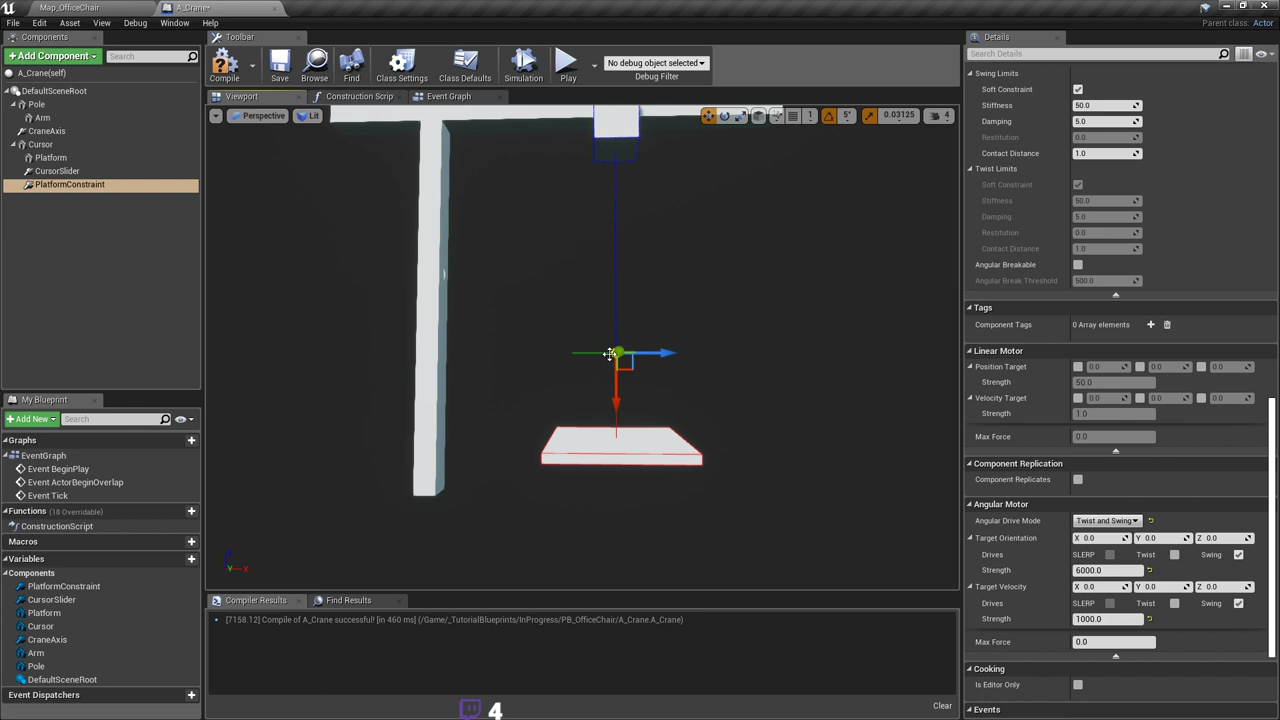 Map_OfficeChair
A_Crane*
File Edit Asset View Debug Window Help
Parent class: Actor
Components
Toolbar
Details
+ Add Component
Search
Search Details
A_Crane(self)
Compile
Save
Browse
Find
Class Settings
Class Defaults
Simulation
Play
No debug object selected
Debug Filter
Viewport
Construction Scrip
Event Graph
DefaultSceneRoot
Pole
Arm
CraneAxis
Cursor
Platform
CursorSlider
PlatformConstraint
Perspective
Lit
1
5°
0.03125
4
Swing Limits
Soft Constraint
Stiffness 50.0
Damping 5.0
Restitution 0.0
Contact Distance 1.0
Twist Limits
Soft Constraint
Stiffness 50.0
Damping 5.0
Restitution 0.0
Contact Distance 1.0
Angular Breakable
Angular Break Threshold 500.0
Tags
Component Tags 0 Array elements
Linear Motor
Position Target 0.0 0.0 0.0
Strength 50.0
Velocity Target 0.0 0.0 0.0
Strength 1.0
Max Force 0.0
Component Replication
Component Replicates
Angular Motor
Angular Drive Mode Twist and Swing
Target Orientation X 0.0 Y 0.0 Z 0.0
Drives SLERP Twist Swing
Strength 6000.0
Target Velocity X 0.0 Y 0.0 Z 0.0
Drives SLERP Twist Swing
Strength 1000.0
Max Force 0.0
Cooking
Is Editor Only
Events
My Blueprint
+ Add New
Search
Graphs
EventGraph
Event BeginPlay
Event ActorBeginOverlap
Event Tick
Functions (18 Overridable)
ConstructionScript
Macros
Variables
Components
PlatformConstraint
CursorSlider
Platform
Cursor
CraneAxis
Arm
Pole
DefaultSceneRoot
Event Dispatchers
Z
Y X
Compiler Results
Find Results
[7158.12] Compile of A_Crane successful! [in 460 ms] (/Game/_TutorialBlueprints/InProgress/PB_OfficeChair/A_Crane.A_Crane)
Clear
4